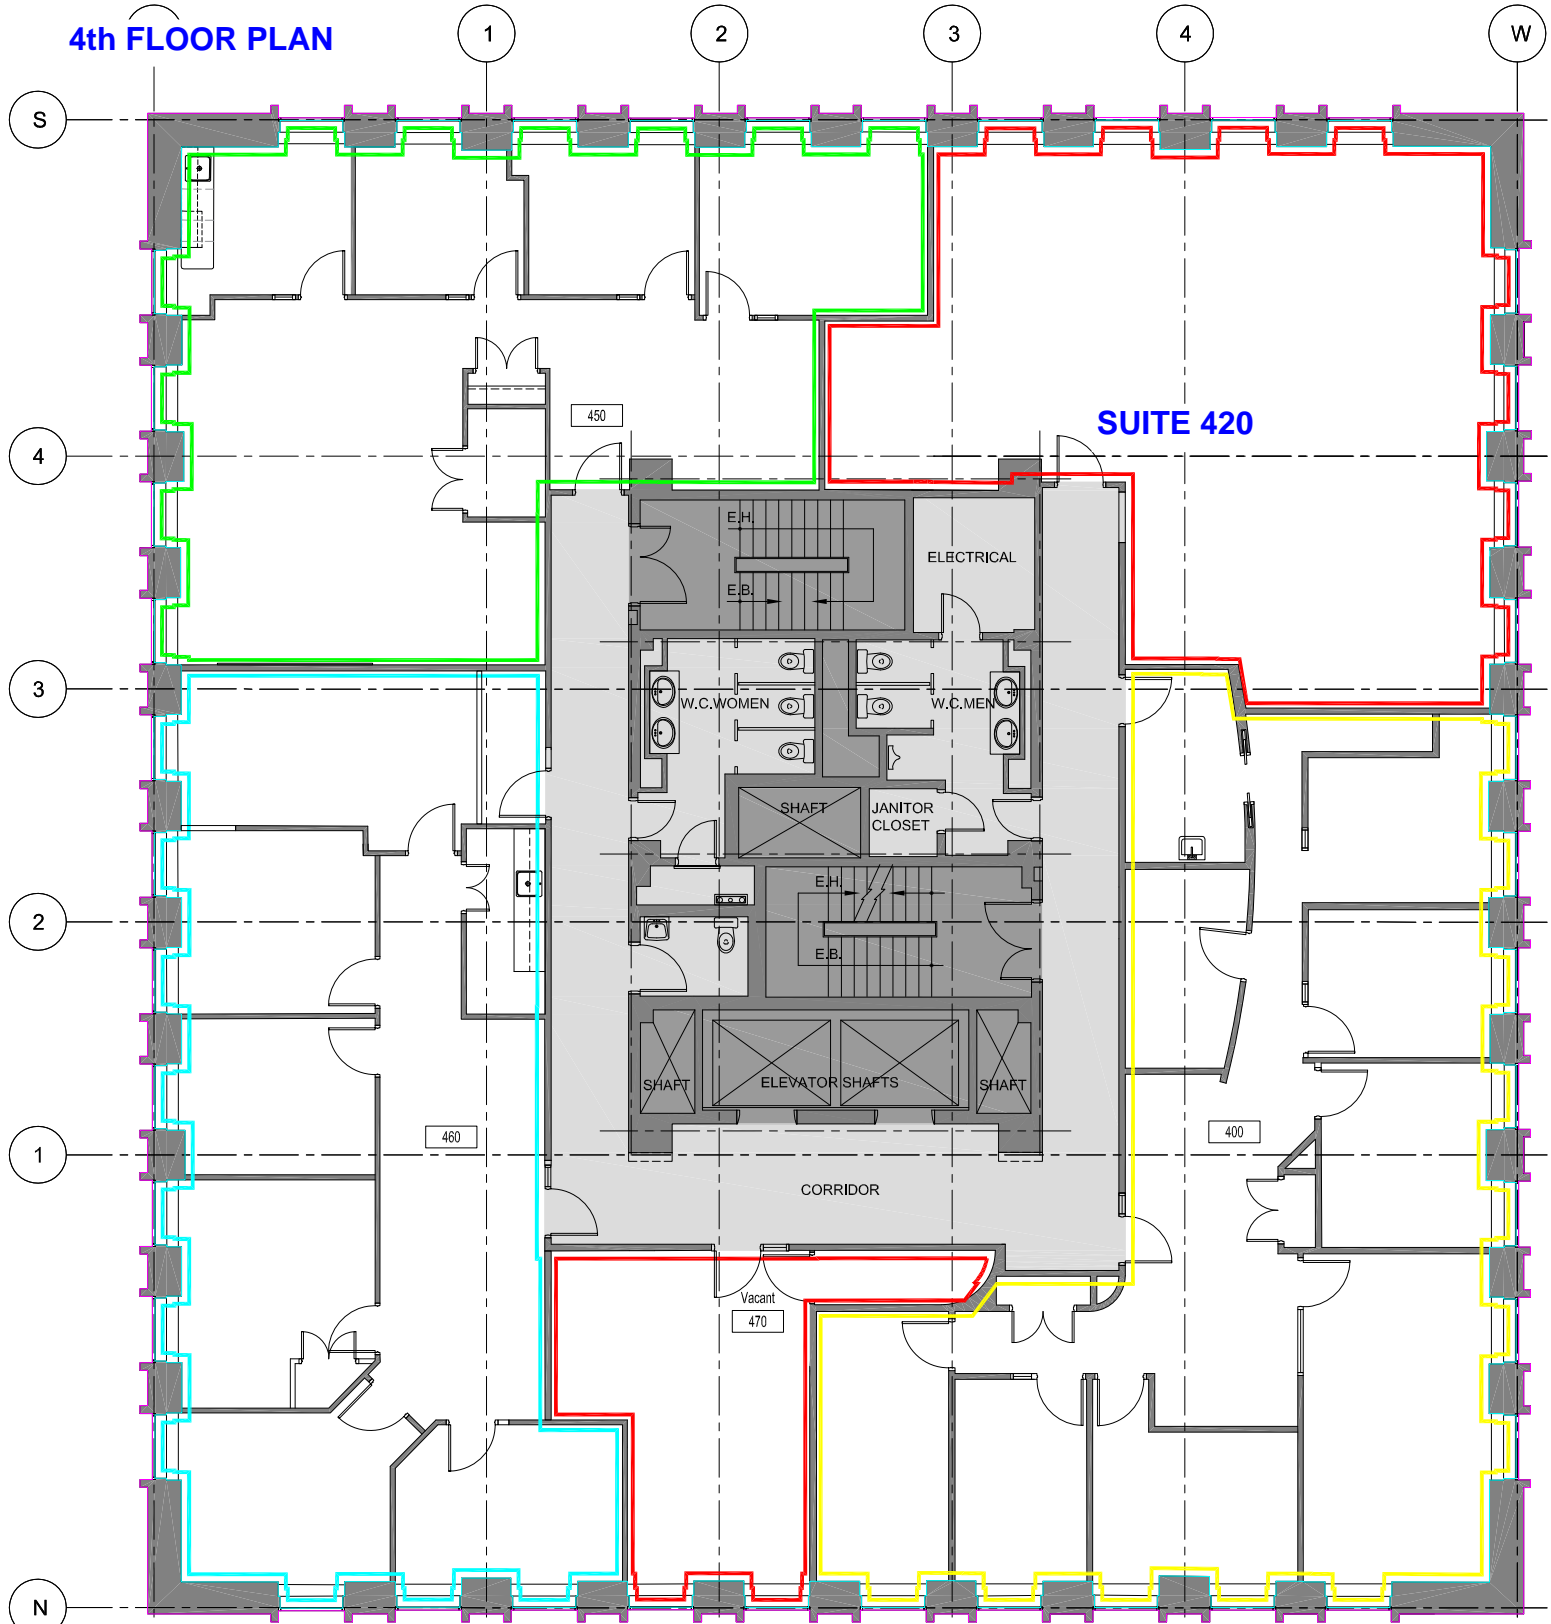 4th FLOOR PLAN
1
2
3
4
W
S
450
SUITE 420
4
E.H.
ELECTRICAL
E.B.
3
W.C.WOMEN
W.C.MEN
SHAFT
JANITOR
CLOSET
E.H.
2
E.B.
SHAFT
ELEVATOR SHAFTS
SHAFT
460
400
1
CORRIDOR
Vacant
470
N